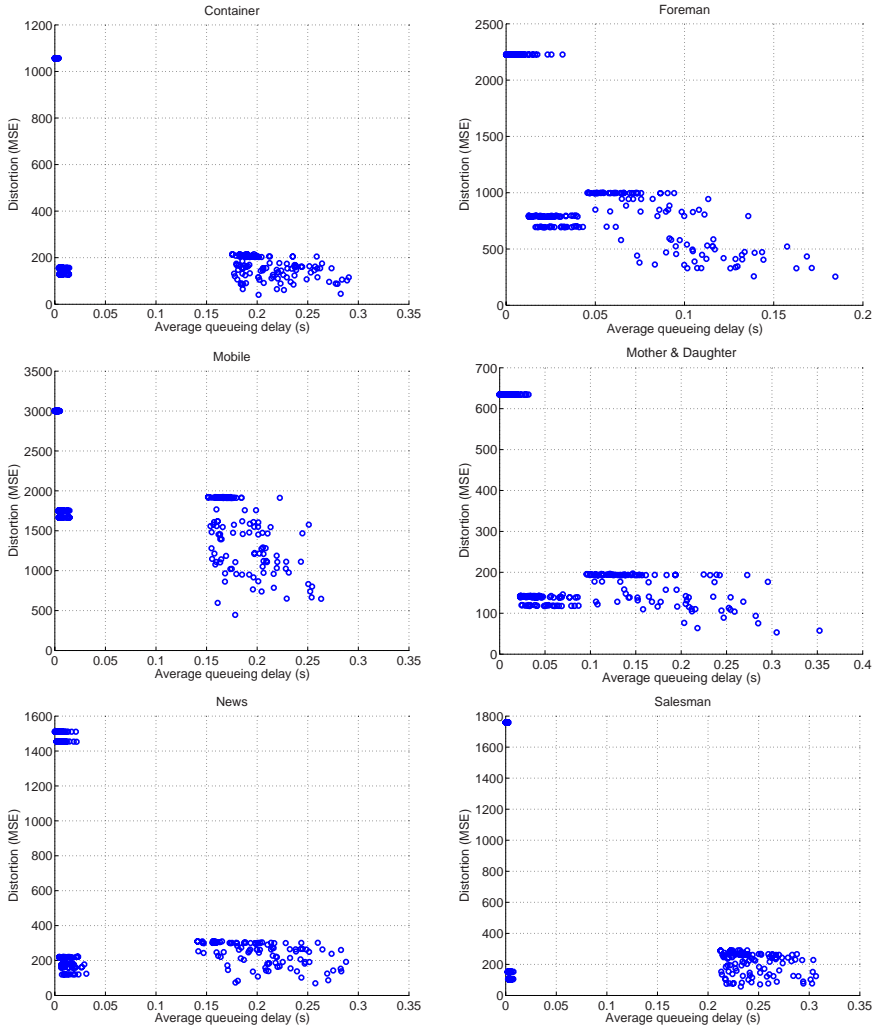 Container
1200
1000
800
600
400
200
0
Distortion (MSE)
0 0.05 0.1 0.15 0.2 0.25 0.3 0.35
Average queueing delay (s)
Foreman
2500
2000
1500
1000
500
0
Distortion (MSE)
0 0.05 0.1 0.15 0.2
Average queueing delay (s)
Mobile
3500
3000
2500
2000
1500
1000
500
0
Distortion (MSE)
0 0.05 0.1 0.15 0.2 0.25 0.3 0.35
Average queueing delay (s)
Mother & Daughter
700
600
500
400
300
200
100
0
Distortion (MSE)
0.05 0.1 0.15 0.2 0.25 0.3 0.35 0.4
Average queueing delay (s)
News
1600
1400
1200
1000
800
600
400
200
0
Distortion (MSE)
0 0.05 0.1 0.15 0.2 0.25 0.3 0.35
Average queueing delay (s)
Salesman
1800
1600
1400
1200
1000
800
600
400
200
0
Distortion (MSE)
0 0.05 0.1 0.15 0.2 0.25 0.3 0.35
Average queueing delay (s)